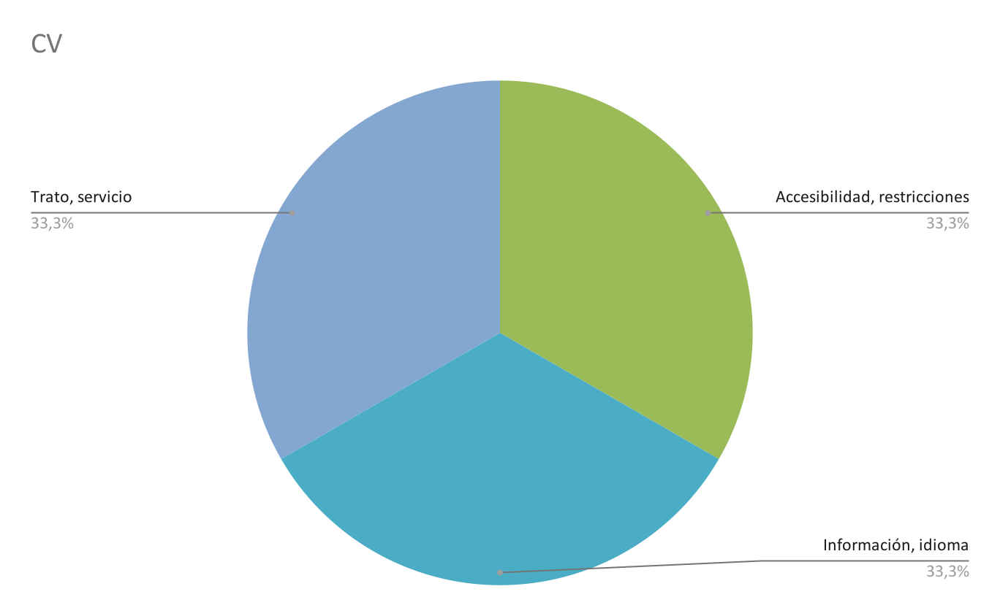 CV
Trato, servicio
33,3%
Accesibilidad, restricciones
33,3%
Información, idioma
33,3%